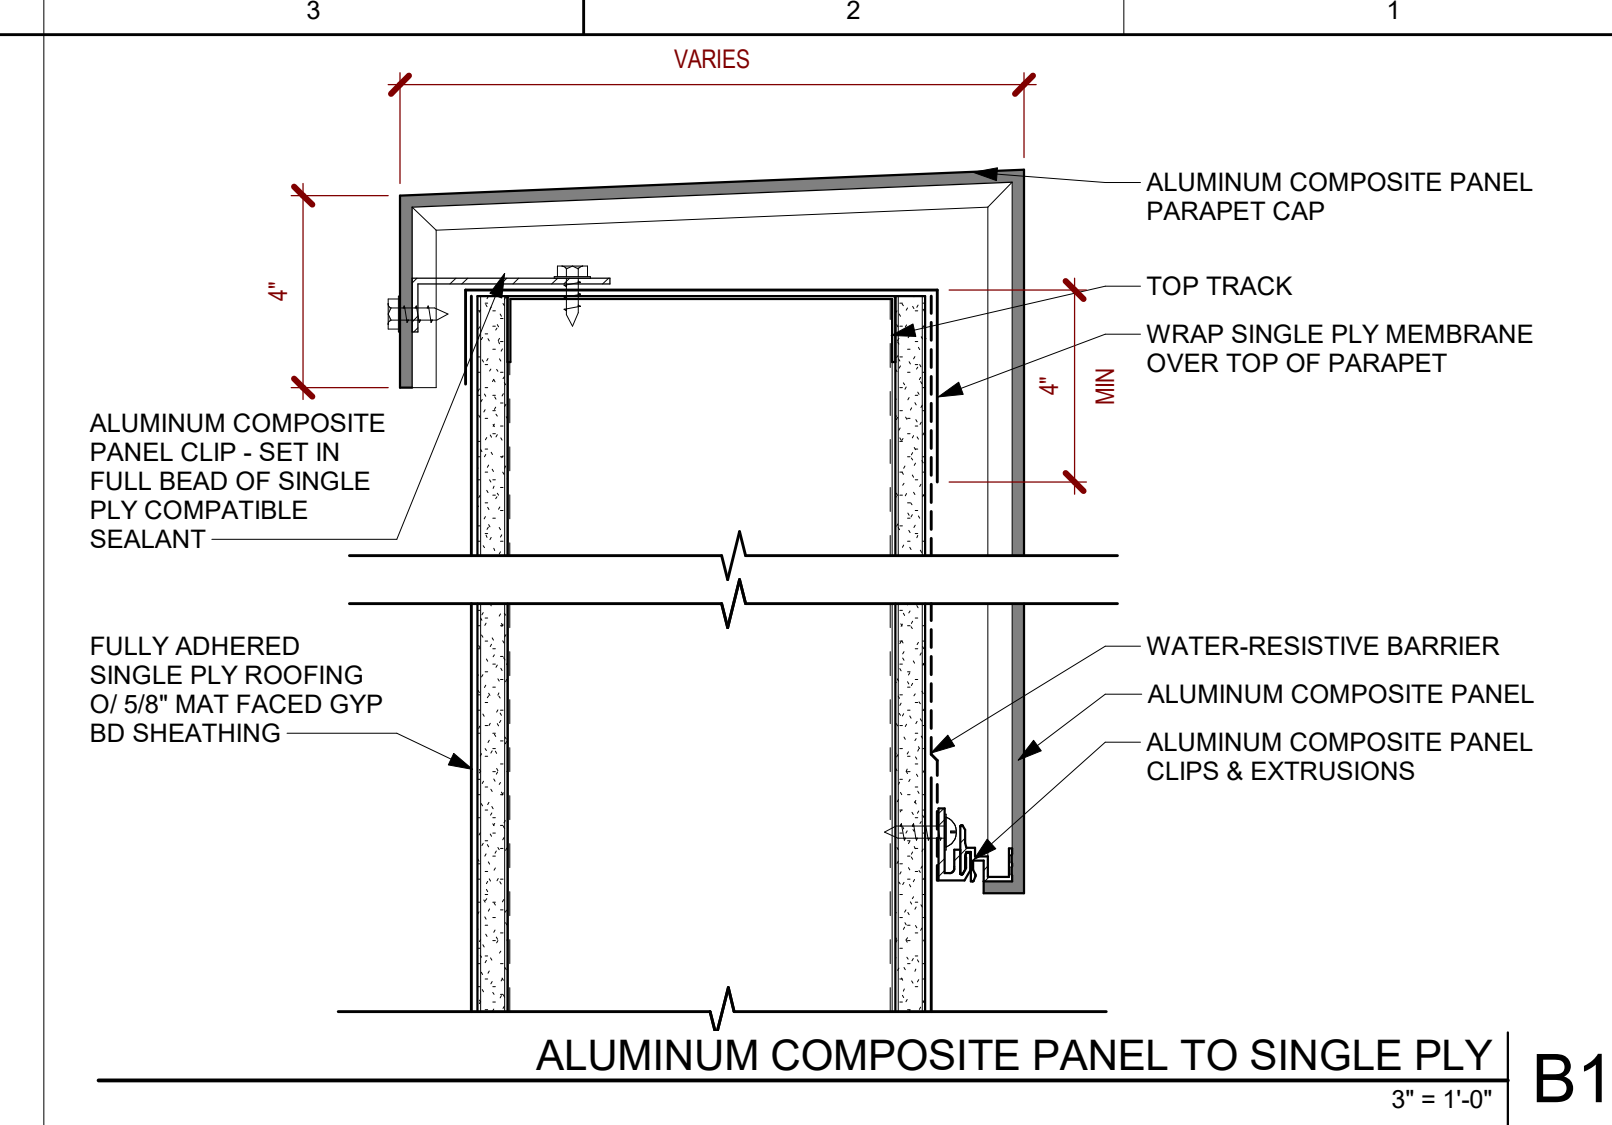 3
2
1
VARIES
4"
ALUMINUM COMPOSITE PANEL
PARAPET CAP
TOP TRACK
WRAP SINGLE PLY MEMBRANE
OVER TOP OF PARAPET
4"
MIN
ALUMINUM COMPOSITE
PANEL CLIP - SET IN
FULL BEAD OF SINGLE
PLY COMPATIBLE
SEALANT
FULLY ADHERED
SINGLE PLY ROOFING
O/ 5/8" MAT FACED GYP
BD SHEATHING
WATER-RESISTIVE BARRIER
ALUMINUM COMPOSITE PANEL
ALUMINUM COMPOSITE PANEL
CLIPS & EXTRUSIONS
ALUMINUM COMPOSITE PANEL TO SINGLE PLY
3" = 1'-0"
B1